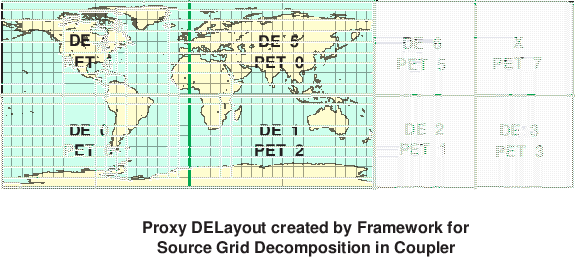 DE
DE 5
DE 6
X
PET
PET 0
PET 5
PET 7
DE
DE 1
DE 2
DE 3
PET
PET 2
PET 1
PET 3
Proxy DELayout created by Framework for
Source Grid Decomposition in Coupler